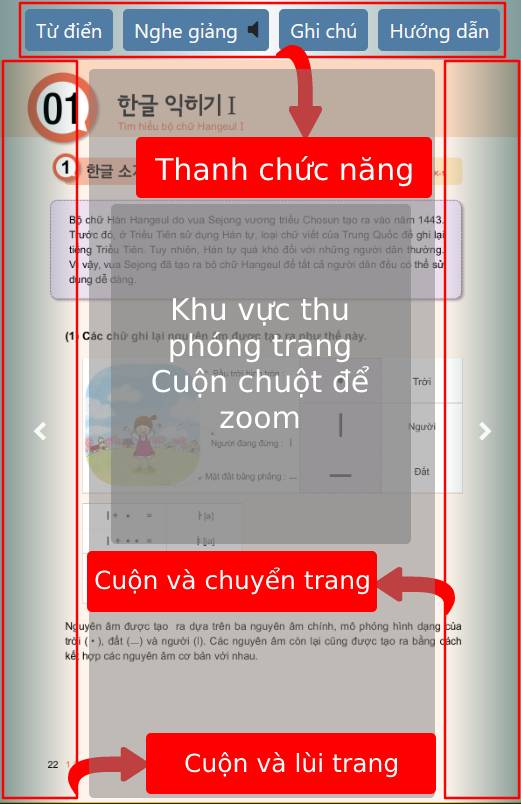 Từ điển
Nghe giảng
Ghi chú
Hướng dẫn
01
한글 익히기 I
Tìm hiểu bộ chữ Hangeul I
Thanh chức năng
1 한글 소
Bộ chữ Hán Hangeul do vua Sejong vương triều Chosun tạo ra vào năm 1443.
Trước đó, ở Triều Tiên sử dụng Hán tự, loại chữ viết của Trung Quốc để ghi lại
tiếng Triều Tiên. Tuy nhiên, Hán tự quá khó đối với những người dân thường.
Vì vậy, vua Sejong đã tạo ra bộ chữ Hangeul để tất cả người dân đều có thể sử
dụng dễ dàng.
Khu vực thu
phóng trang
Cuộn chuột để
zoom
(1) Các chữ ghi lại nguyên âm được tạo ra như thế này.
Bầu trời hình tròn :
•
Trời
Người đang đứng : ㅣ
ㅣ
Người
Mặt đất bằng phẳng : ㅡ
ㅡ
Đất
ㅣ + • = ㅏ[a]
ㅣ + • • = ㅑ[ja]
Cuộn và chuyển trang
Nguyên âm được tạo ra dựa trên ba nguyên âm chính, mô phỏng hình dạng của
trời ( • ), đất (ㅡ) và người (ㅣ). Các nguyên âm còn lại cũng được tạo ra bằng cách
kết hợp các nguyên âm cơ bản với nhau.
Cuộn và lùi trang
22